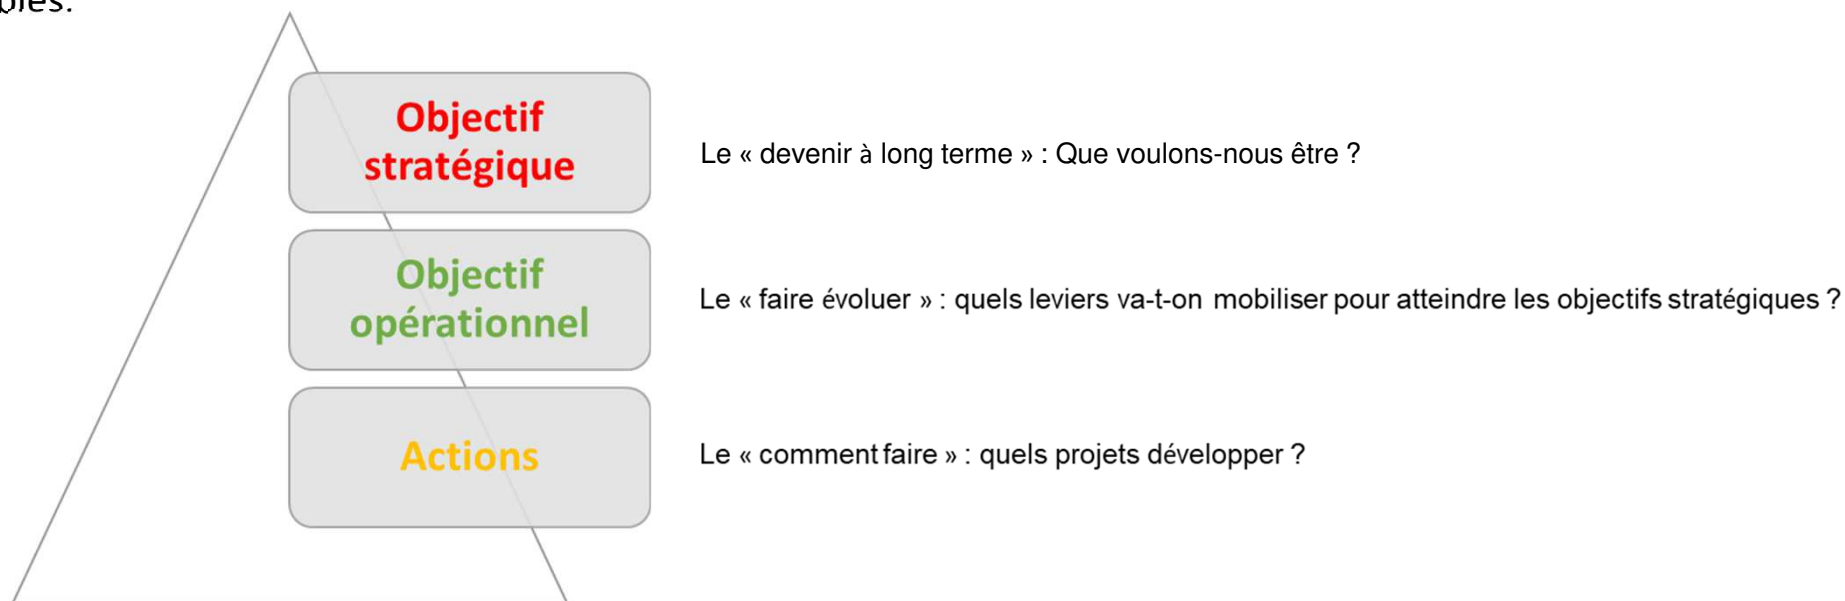 Objectif
stratégique
Le « devenir à long terme » : Que voulons-nous être ?
Objectif
opérationnel
Le « faire évoluer » : quels leviers va-t-on mobiliser pour atteindre les objectifs stratégiques ?
Actions
Le « comment faire » : quels projets développer ?